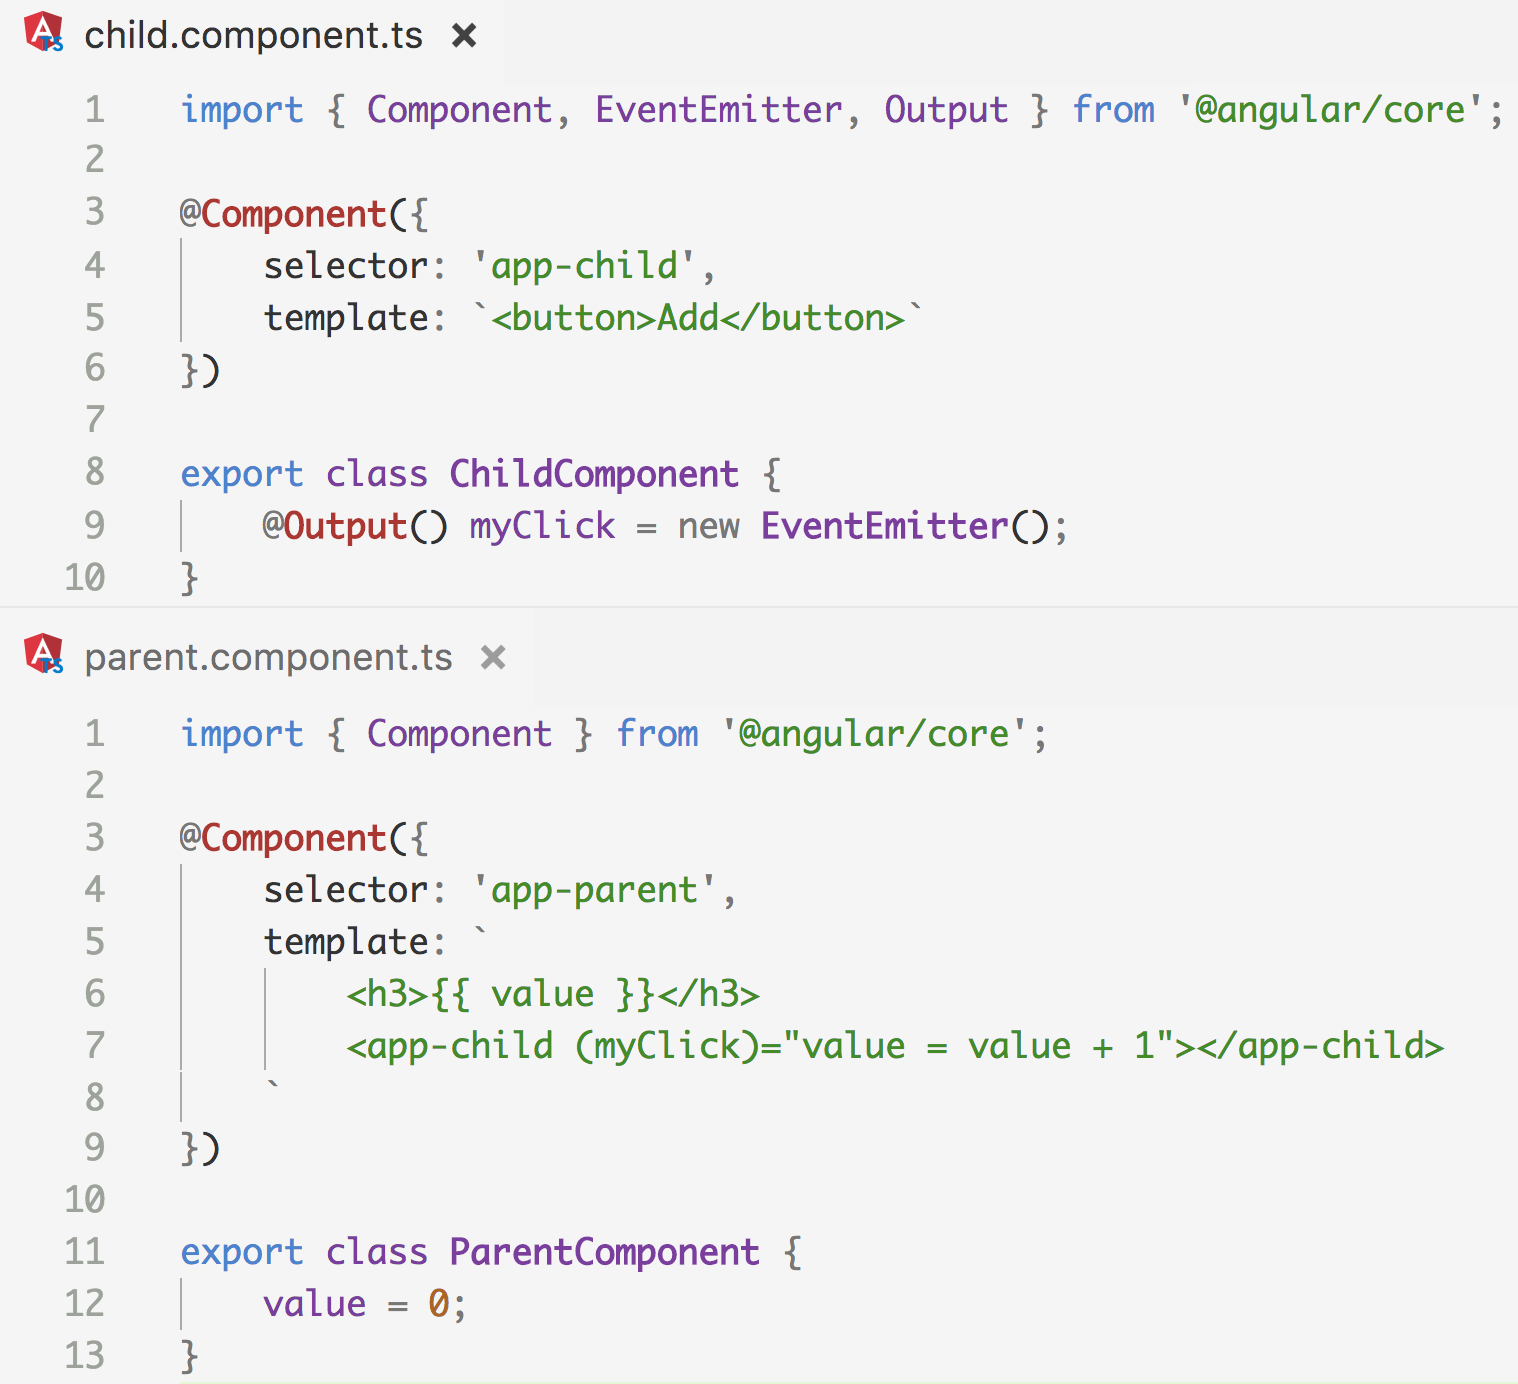 child.component.ts ×
1 import { Component, EventEmitter, Output } from '@angular/core';
2
3 @Component({
4     selector: 'app-child',
5     template: `<button>Add</button>`
6 })
7
8 export class ChildComponent {
9     @Output() myClick = new EventEmitter();
10 }
parent.component.ts ×
1 import { Component } from '@angular/core';
2
3 @Component({
4     selector: 'app-parent',
5     template: `
6         <h3>{{ value }}</h3>
7         <app-child (myClick)="value = value + 1"></app-child>
8     `
9 })
10
11 export class ParentComponent {
12     value = 0;
13 }